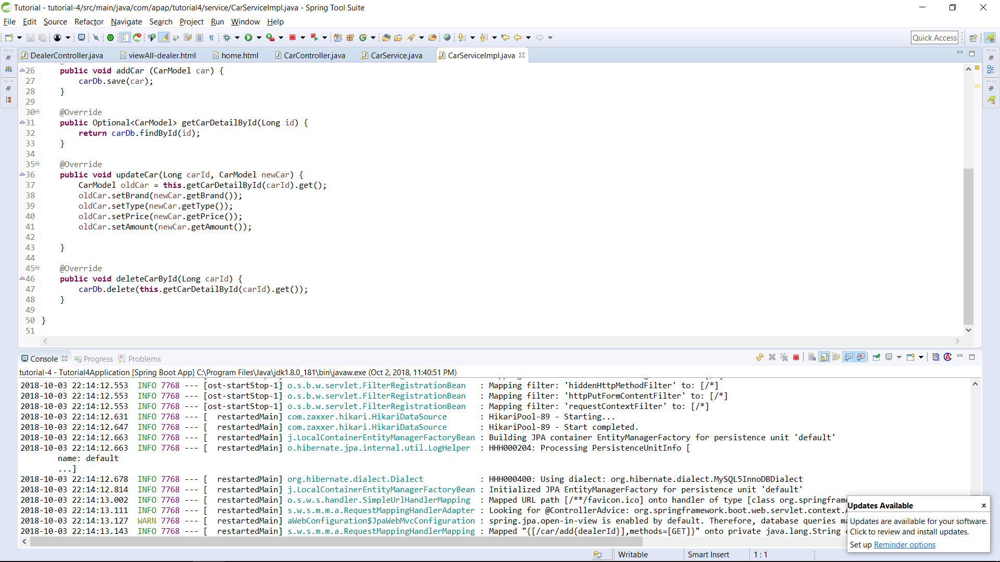 Tutorial - tutorial-4/src/main/java/com/apap/tutorial4/service/CarServiceImpl.java - Spring Tool Suite
File Edit Source Refactor Navigate Search Project Run Window Help
Quick Access
DealerController.java viewAll-dealer.html home.html CarController.java CarService.java CarServiceImpl.java
26 public void addCar (CarModel car) {
27 carDb.save(car);
28 }
29
30 @Override
31 public Optional<CarModel> getCarDetailById(Long id) {
32 return carDb.findById(id);
33 }
34
35 @Override
36 public void updateCar(Long carId, CarModel newCar) {
37 CarModel oldCar = this.getCarDetailById(carId).get();
38 oldCar.setBrand(newCar.getBrand());
39 oldCar.setType(newCar.getType());
40 oldCar.setPrice(newCar.getPrice());
41 oldCar.setAmount(newCar.getAmount());
42
43 }
44
45 @Override
46 public void deleteCarById(Long carId) {
47 carDb.delete(this.getCarDetailById(carId).get());
48 }
49
50 }
51
Console Progress Problems
tutorial-4 - Tutorial4Application [Spring Boot App] C:\Program Files\Java\jdk1.8.0_181\bin\javaw.exe (Oct 2, 2018, 11:40:51 PM)
2018-10-03 22:14:12.553 INFO 7768 --- [ost-startStop-1] o.s.b.w.servlet.FilterRegistrationBean : Mapping filter: 'hiddenHttpMethodFilter' to: [/*]
2018-10-03 22:14:12.553 INFO 7768 --- [ost-startStop-1] o.s.b.w.servlet.FilterRegistrationBean : Mapping filter: 'httpPutFormContentFilter' to: [/*]
2018-10-03 22:14:12.553 INFO 7768 --- [ost-startStop-1] o.s.b.w.servlet.FilterRegistrationBean : Mapping filter: 'requestContextFilter' to: [/*]
2018-10-03 22:14:12.631 INFO 7768 --- [ restartedMain] com.zaxxer.hikari.HikariDataSource : HikariPool-89 - Starting...
2018-10-03 22:14:12.647 INFO 7768 --- [ restartedMain] com.zaxxer.hikari.HikariDataSource : HikariPool-89 - Start completed.
2018-10-03 22:14:12.663 INFO 7768 --- [ restartedMain] j.LocalContainerEntityManagerFactoryBean : Building JPA container EntityManagerFactory for persistence unit 'default'
2018-10-03 22:14:12.663 INFO 7768 --- [ restartedMain] o.hibernate.jpa.internal.util.LogHelper : HHH000204: Processing PersistenceUnitInfo [
name: default
...]
2018-10-03 22:14:12.678 INFO 7768 --- [ restartedMain] org.hibernate.dialect.Dialect : HHH000400: Using dialect: org.hibernate.dialect.MySQL5InnoDBDialect
2018-10-03 22:14:12.814 INFO 7768 --- [ restartedMain] j.LocalContainerEntityManagerFactoryBean : Initialized JPA EntityManagerFactory for persistence unit 'default'
2018-10-03 22:14:13.002 INFO 7768 --- [ restartedMain] o.s.w.s.handler.SimpleUrlHandlerMapping : Mapped URL path [/**/favicon.ico] onto handler of type [class org.springframe
2018-10-03 22:14:13.111 INFO 7768 --- [ restartedMain] s.w.s.m.m.a.RequestMappingHandlerAdapter : Looking for @ControllerAdvice: org.springframework.boot.web.servlet.context.
2018-10-03 22:14:13.127 WARN 7768 --- [ restartedMain] aWebConfiguration$JpaWebMvcConfiguration : spring.jpa.open-in-view is enabled by default. Therefore, database queries ma
2018-10-03 22:14:13.143 INFO 7768 --- [ restartedMain] s.w.s.m.m.a.RequestMappingHandlerMapping : Mapped "{[/car/add{dealerId}],methods=[GET]}" onto private java.lang.String
Updates Available
Updates are available for your software.
Click to review and install updates.
Set up Reminder options
Writable Smart Insert 1 : 1